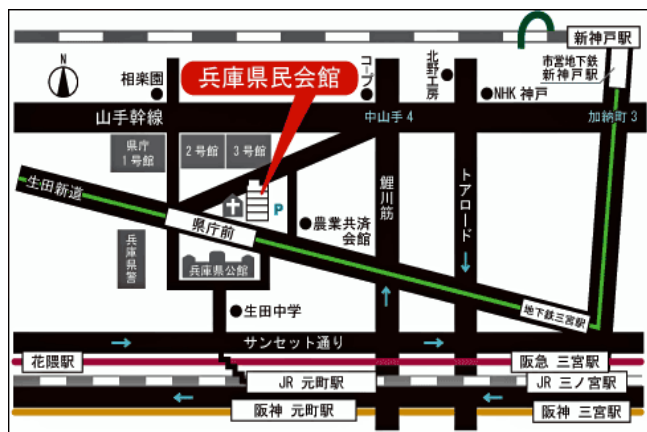 新神戸駅
N
相楽園
兵庫県民会館
コープ
北野工房
市営地下鉄
新神戸駅
NHK 神戸
山手幹線
中山手4
加納町3
県庁
1号館
2号館
3号館
生田新道
P
鯉川筋
トアロード
県庁前
農業共済
会館
兵庫県警
兵庫県公館
生田中学
地下鉄三宮駅
サンセット通り
花隈駅
阪急 三宮駅
JR 元町駅
JR 三ノ宮駅
阪神 元町駅
阪神 三宮駅